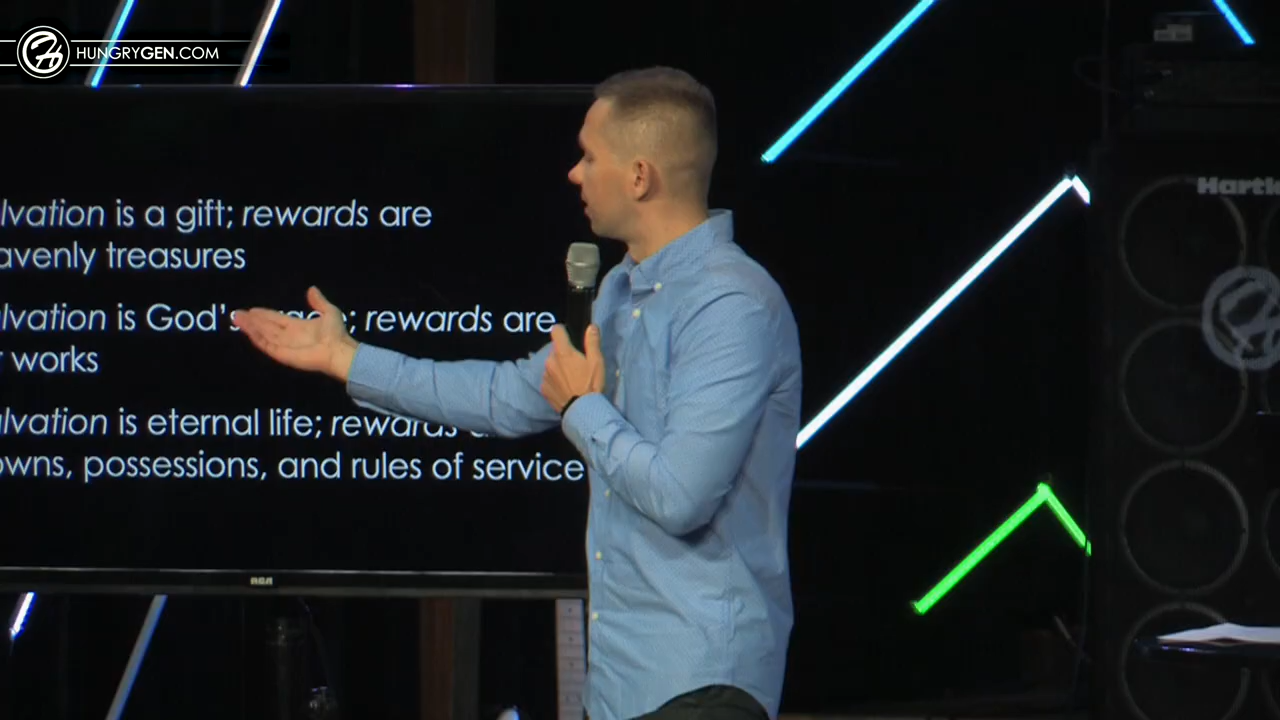 HUNGRYGEN.COM
lvation is a gift; rewards are
avenly treasures
lvation is God's grace; rewards are
works
lvation is eternal life; rewards
owns, possessions, and rules of service
RCA
Hartk